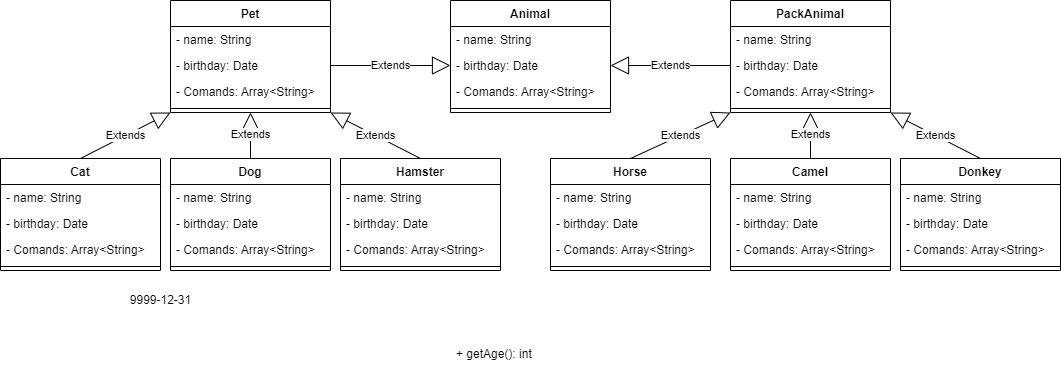 Pet
- name: String
- birthday: Date
- Comands: Array<String>
Extends
Animal
- name: String
- birthday: Date
- Comands: Array<String>
Extends
PackAnimal
- name: String
- birthday: Date
- Comands: Array<String>
Extends
Extends
Extends
Extends
Extends
Extends
Cat
- name: String
- birthday: Date
- Comands: Array<String>
Dog
- name: String
- birthday: Date
- Comands: Array<String>
Hamster
- name: String
- birthday: Date
- Comands: Array<String>
Horse
- name: String
- birthday: Date
- Comands: Array<String>
Camel
- name: String
- birthday: Date
- Comands: Array<String>
Donkey
- name: String
- birthday: Date
- Comands: Array<String>
9999-12-31
+ getAge(): int